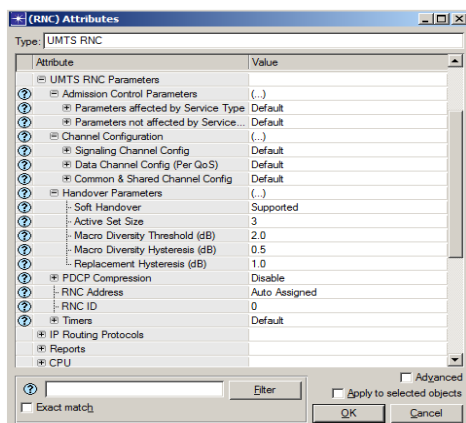 (RNC) Attributes
Type: UMTS RNC
Attribute Value
UMTS RNC Parameters
Admission Control Parameters (...)
Parameters affected by Service Type Default
Parameters not affected by Service... Default
Channel Configuration (...)
Signaling Channel Config Default
Data Channel Config (Per QoS) Default
Common & Shared Channel Config Default
Handover Parameters (...)
Soft Handover Supported
Active Set Size 3
Macro Diversity Threshold (dB) 2.0
Macro Diversity Hysteresis (dB) 0.5
Replacement Hysteresis (dB) 1.0
PDCP Compression Disable
RNC Address Auto Assigned
RNC ID 0
Timers Default
IP Routing Protocols
Reports
CPU
Advanced
Filter
Apply to selected objects
Exact match
OK Cancel